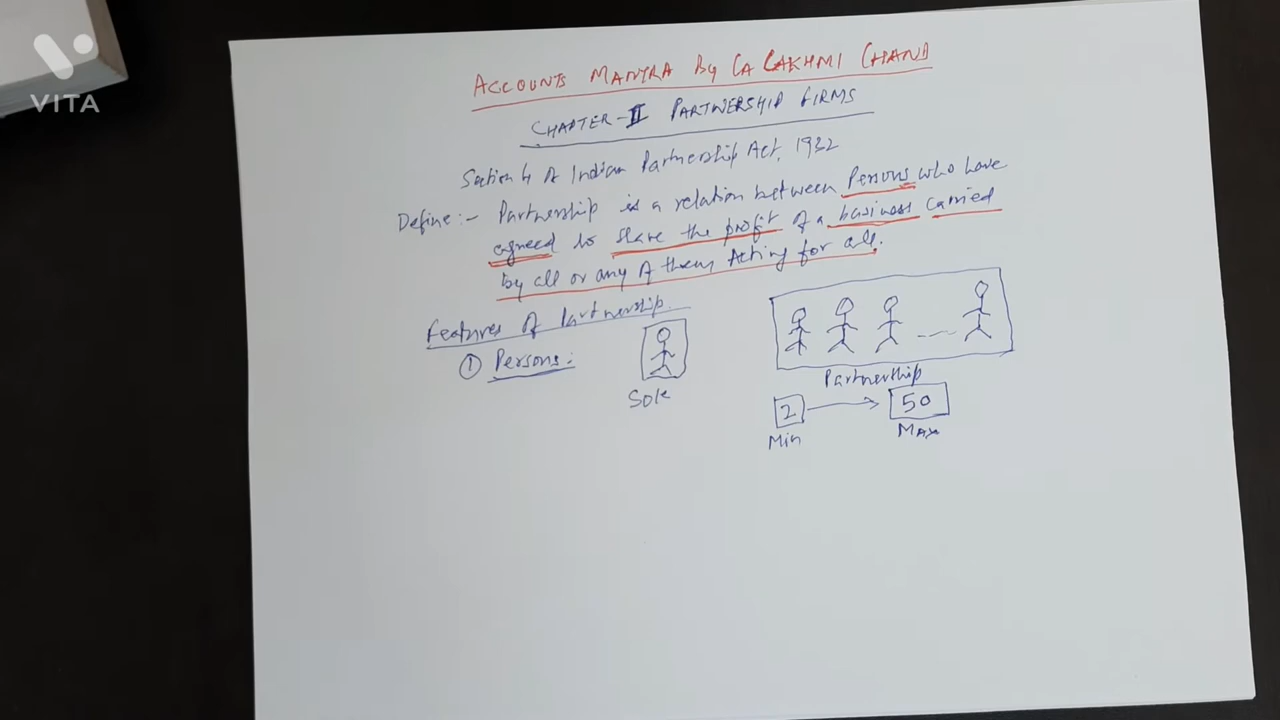 VITA
ACCOUNTS MANTRA By CA LAKHMI CHAND
CHAPTER-II PARTNERSHIP FIRMS
Section 4 of Indian Partnership Act, 1932
Define:- Partnership is a relation between Persons who have
agreed to share the profit of a business carried
by all or any of them Acting for all.
Features of Partnership
① Persons:
Sole
Partnership
2 50
Min Max